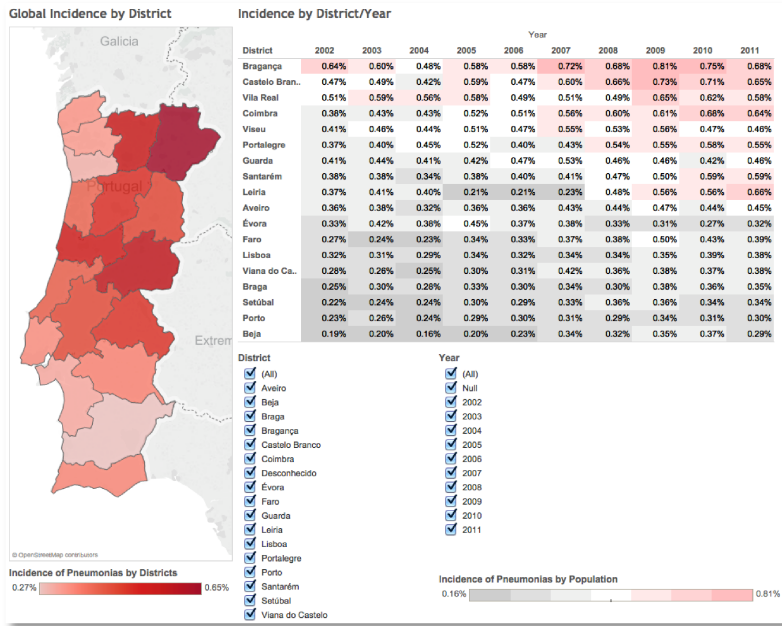 Global Incidence by District
Galicia
Portugal
Extrem
© OpenStreetMap contributors
Incidence of Pneumonias by Districts
0.27% 0.65%
Incidence by District/Year
Year
District 2002 2003 2004 2005 2006 2007 2008 2009 2010 2011
Bragança 0.64% 0.60% 0.48% 0.58% 0.58% 0.72% 0.68% 0.81% 0.75% 0.68%
Castelo Bran.. 0.47% 0.49% 0.42% 0.59% 0.47% 0.60% 0.66% 0.73% 0.71% 0.65%
Vila Real 0.51% 0.59% 0.56% 0.58% 0.49% 0.51% 0.49% 0.65% 0.62% 0.58%
Coimbra 0.38% 0.43% 0.43% 0.52% 0.51% 0.56% 0.60% 0.61% 0.68% 0.64%
Viseu 0.41% 0.46% 0.44% 0.51% 0.47% 0.55% 0.53% 0.56% 0.47% 0.46%
Portalegre 0.37% 0.40% 0.45% 0.52% 0.40% 0.43% 0.54% 0.55% 0.58% 0.55%
Guarda 0.41% 0.44% 0.41% 0.42% 0.47% 0.53% 0.46% 0.46% 0.42% 0.46%
Santarém 0.38% 0.38% 0.34% 0.38% 0.40% 0.41% 0.47% 0.50% 0.59% 0.59%
Leiria 0.37% 0.41% 0.40% 0.21% 0.21% 0.23% 0.48% 0.56% 0.56% 0.66%
Aveiro 0.36% 0.38% 0.32% 0.36% 0.36% 0.43% 0.44% 0.47% 0.44% 0.45%
Évora 0.33% 0.42% 0.38% 0.45% 0.37% 0.38% 0.33% 0.31% 0.27% 0.32%
Faro 0.27% 0.24% 0.23% 0.34% 0.33% 0.37% 0.38% 0.50% 0.43% 0.39%
Lisboa 0.32% 0.31% 0.29% 0.34% 0.32% 0.34% 0.34% 0.35% 0.39% 0.38%
Viana do Ca.. 0.28% 0.26% 0.25% 0.30% 0.31% 0.42% 0.36% 0.38% 0.37% 0.38%
Braga 0.25% 0.30% 0.28% 0.33% 0.30% 0.34% 0.30% 0.38% 0.36% 0.35%
Setúbal 0.22% 0.24% 0.24% 0.30% 0.29% 0.33% 0.36% 0.36% 0.34% 0.34%
Porto 0.23% 0.26% 0.24% 0.29% 0.30% 0.31% 0.29% 0.34% 0.31% 0.30%
Beja 0.19% 0.20% 0.16% 0.20% 0.23% 0.34% 0.32% 0.35% 0.37% 0.29%
District
(All)
Aveiro
Beja
Braga
Bragança
Castelo Branco
Coimbra
Desconhecido
Évora
Faro
Guarda
Leiria
Lisboa
Portalegre
Porto
Santarém
Setúbal
Viana do Castelo
Year
(All)
Null
2002
2003
2004
2005
2006
2007
2008
2009
2010
2011
Incidence of Pneumonias by Population
0.16% 0.81%